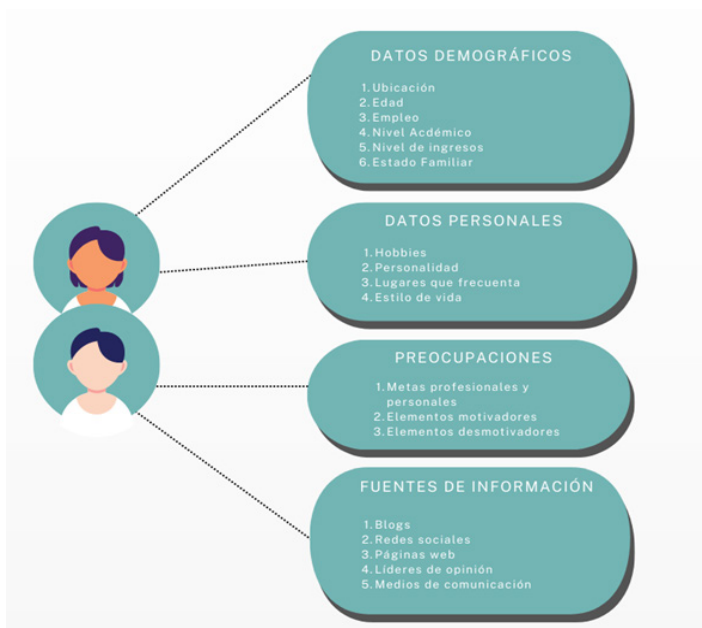 DATOS DEMOGRÁFICOS
1. Ubicación
2. Edad
3. Empleo
4. Nivel Acdémico
5. Nivel de ingresos
6. Estado Familiar
DATOS PERSONALES
1. Hobbies
2. Personalidad
3. Lugares que frecuenta
4. Estilo de vida
PREOCUPACIONES
1. Metas profesionales y
personales
2. Elementos motivadores
3. Elementos desmotivadores
FUENTES DE INFORMACIÓN
1. Blogs
2. Redes sociales
3. Páginas web
4. Líderes de opinión
5. Medios de comunicación